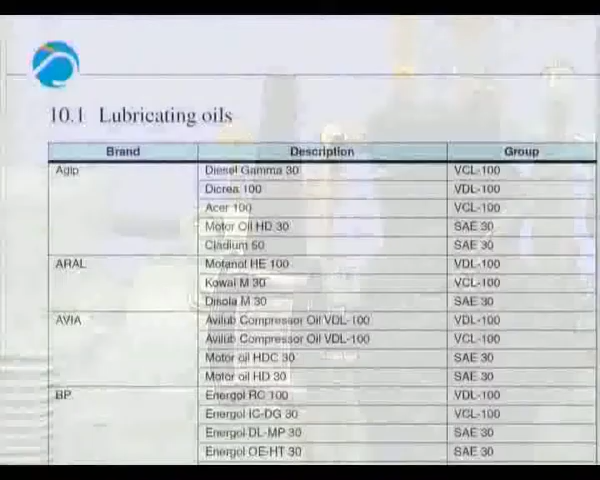 10.1 Lubricating oils
Brand Description Group
Agip Diesel Gamma 30 VCL-100
Dicrea 100 VDL-100
Acer 100 VCL-100
Motor Oil HD 30 SAE 30
Cladium 50 SAE 30
ARAL Motanol HE 100 VDL-100
Kowal M 30 VCL-100
Disola M 30 SAE 30
AVIA Avilub Compressor Oil VDL-100 VDL-100
Avilub Compressor Oil VDL-100 VCL-100
Motor oil HDC 30 SAE 30
Motor oil HD 30 SAE 30
BP Energol RC 100 VDL-100
Energol IC-DG 30 VCL-100
Energol DL-MP 30 SAE 30
Energol OE-HT 30 SAE 30